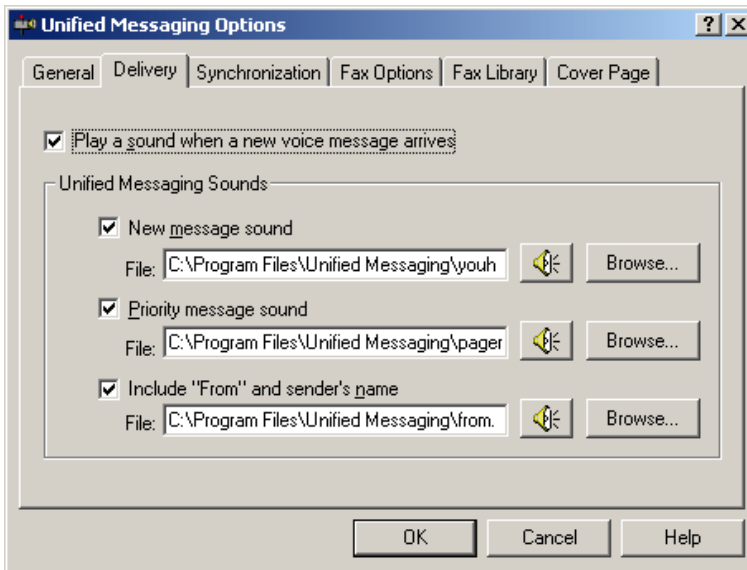 Unified Messaging Options
General Delivery Synchronization Fax Options Fax Library Cover Page
Play a sound when a new voice message arrives
Unified Messaging Sounds
New message sound
File: C:\Program Files\Unified Messaging\youh Browse...
Priority message sound
File: C:\Program Files\Unified Messaging\pager Browse...
Include "From" and sender's name
File: C:\Program Files\Unified Messaging\from. Browse...
OK Cancel Help